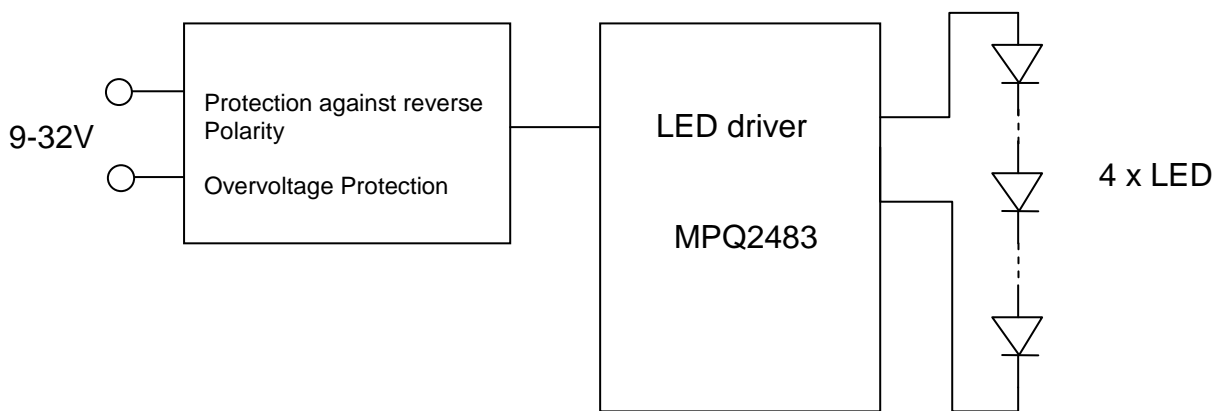 9-32V
Protection against reverse
Polarity
Overvoltage Protection
LED driver
MPQ2483
4 x LED